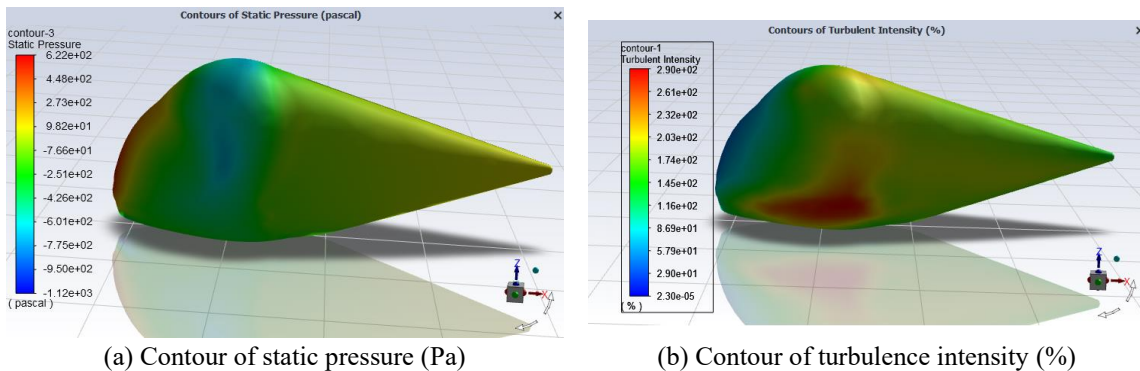 Contours of Static Pressure (pascal)
contour-3
Static Pressure
6.22e+02
4.48e+02
2.73e+02
9.82e+01
-7.66e+01
-2.51e+02
-4.26e+02
-6.01e+02
-7.75e+02
-9.50e+02
-1.12e+03
( pascal )
Z
X
(a) Contour of static pressure (Pa)
Contours of Turbulent Intensity (%)
contour-1
Turbulent Intensity
2.90e+02
2.61e+02
2.32e+02
2.03e+02
1.74e+02
1.45e+02
1.16e+02
8.69e+01
5.79e+01
2.90e+01
2.30e-05
( % )
Z
X
(b) Contour of turbulence intensity (%)